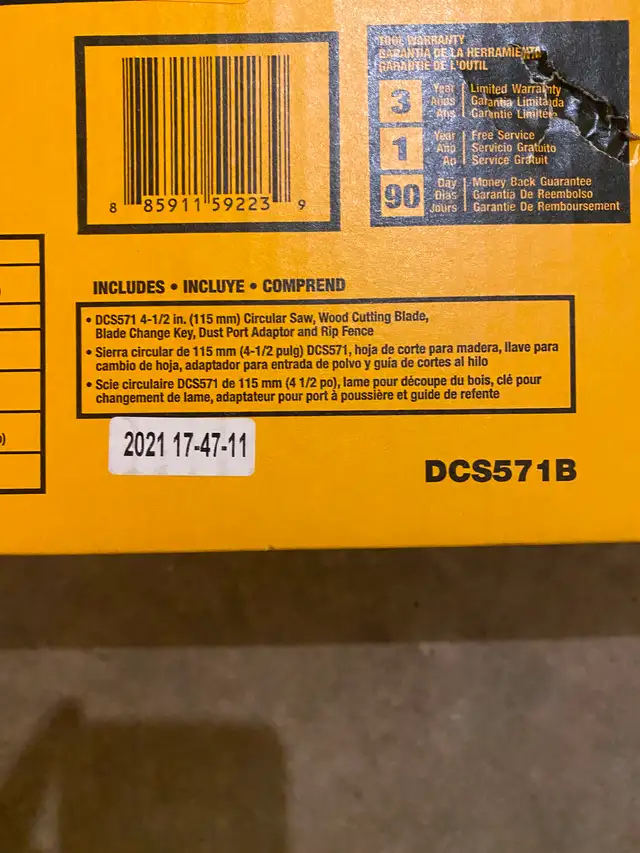 8 85911 59223 9
TOOL WARRANTY
GARANTÍA DE LA HERRAMIENTA
GARANTIE DE L'OUTIL
3 Year Limited Warranty
Años Garantía Limitada
Ans Garantie Limitée
1 Year Free Service
Año Servicio Gratuito
An Service Gratuit
90 Day Money Back Guarantee
Días Garantía De Reembolso
Jours Garantie De Remboursement
INCLUDES • INCLUYE • COMPREND
• DCS571 4-1/2 in. (115 mm) Circular Saw, Wood Cutting Blade,
Blade Change Key, Dust Port Adaptor and Rip Fence
• Sierra circular de 115 mm (4-1/2 pulg) DCS571, hoja de corte para madera, llave para
cambio de hoja, adaptador para entrada de polvo y guía de cortes al hilo
• Scie circulaire DCS571 de 115 mm (4 1/2 po), lame pour découpe du bois, clé pour
changement de lame, adaptateur pour port à poussière et guide de refente
2021 17-47-11
DCS571B